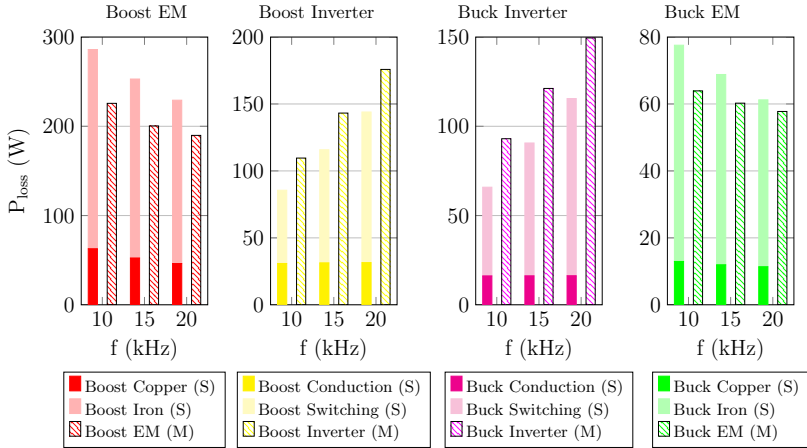 Boost EM Boost Inverter Buck Inverter Buck EM
300 200 150 80
150 60
200 100
100 40
100 50
50 20
0 0 0 0
10 15 20 10 15 20 10 15 20 10 15 20
P_loss (W)
f (kHz) f (kHz) f (kHz) f (kHz)
Boost Copper (S) Boost Conduction (S) Buck Conduction (S) Buck Copper (S)
Boost Iron (S) Boost Switching (S) Buck Switching (S) Buck Iron (S)
Boost EM (M) Boost Inverter (M) Buck Inverter (M) Buck EM (M)